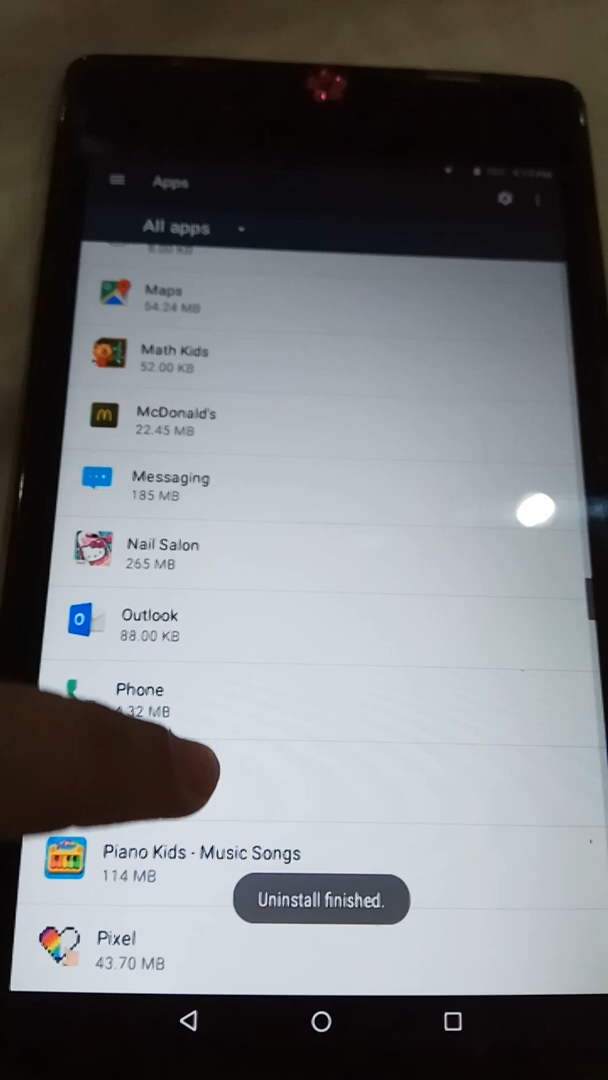 Apps
All apps
Maps
54.24 MB
Math Kids
52.00 KB
McDonald's
22.45 MB
Messaging
185 MB
Nail Salon
265 MB
Outlook
88.00 KB
Phone
4.32 MB
Piano Kids - Music Songs
114 MB
Uninstall finished.
Pixel
43.70 MB